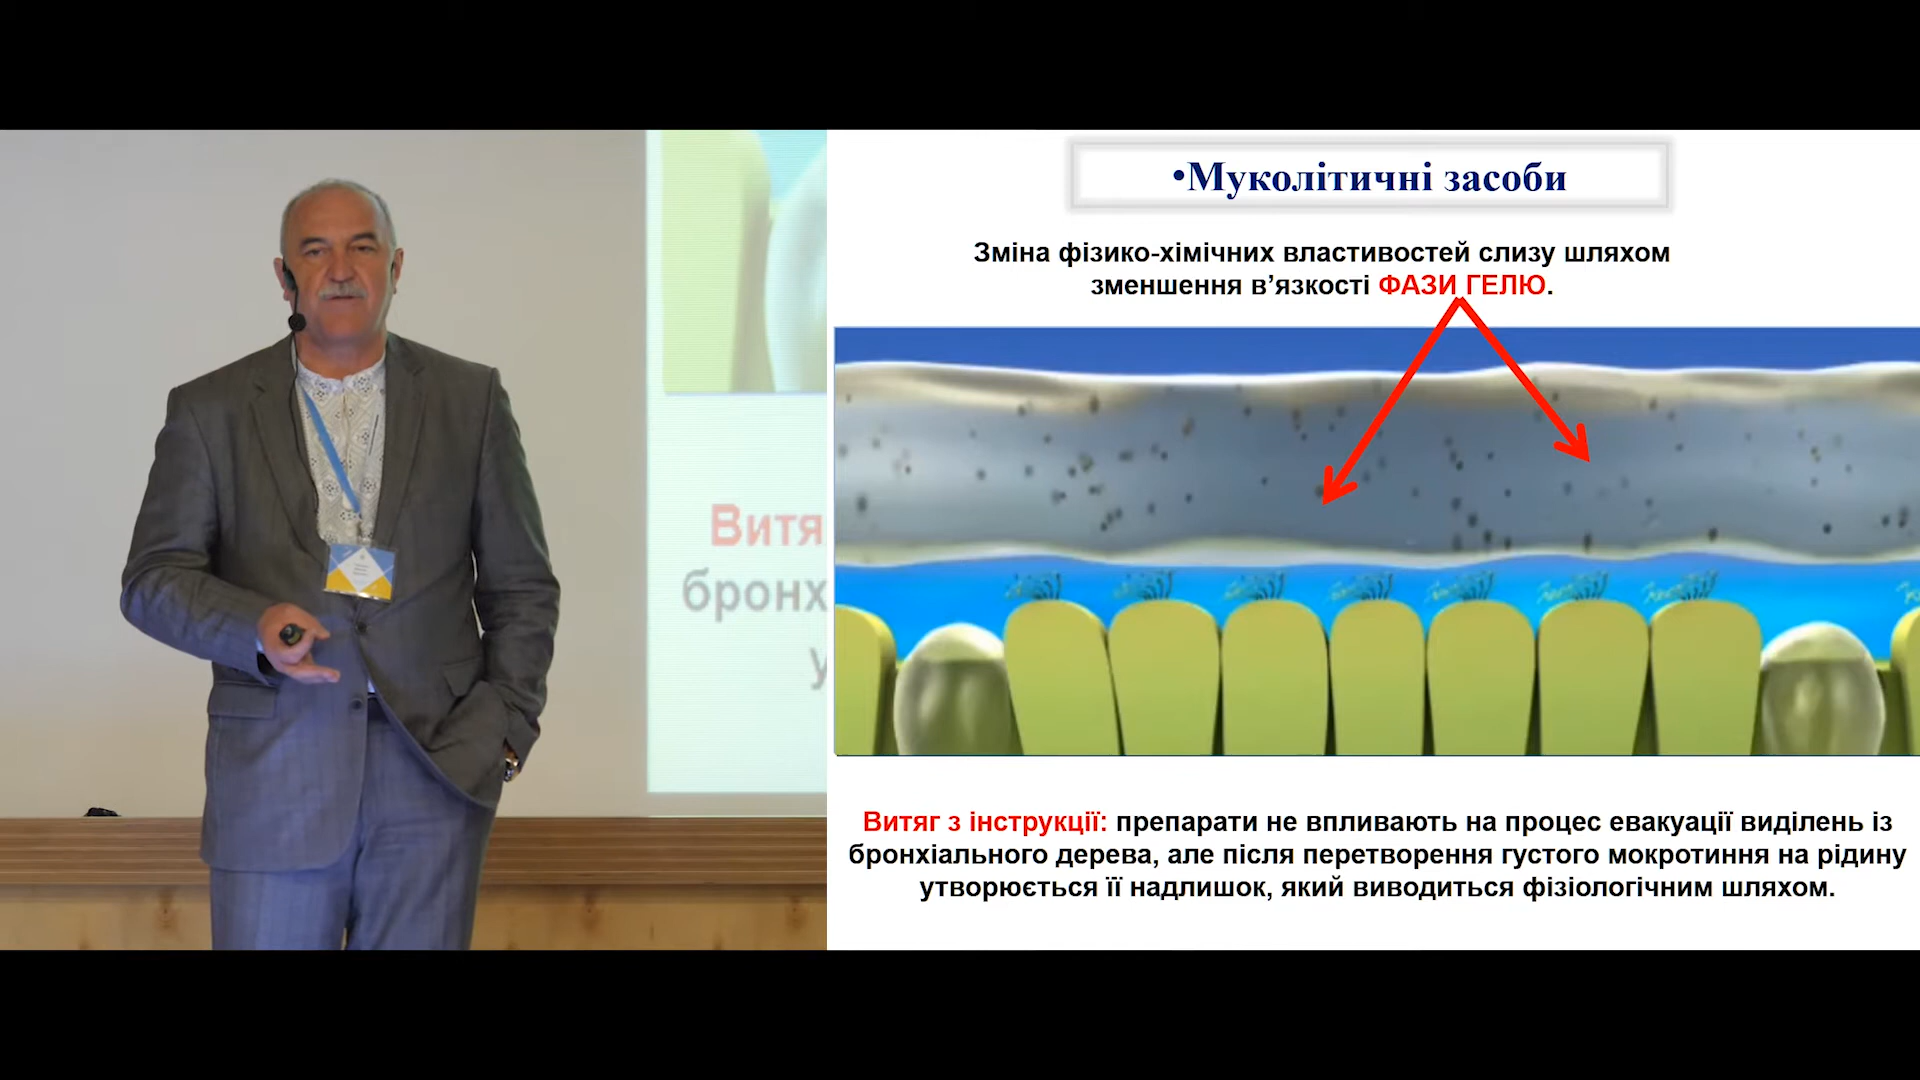 Витя
бронх
у
•Муколітичні засоби
Зміна фізико-хімічних властивостей слизу шляхом
зменшення в’язкості ФАЗИ ГЕЛЮ.
Витяг з інструкції: препарати не впливають на процес евакуації виділень із
бронхіального дерева, але після перетворення густого мокротиння на рідину
утворюється її надлишок, який виводиться фізіологічним шляхом.